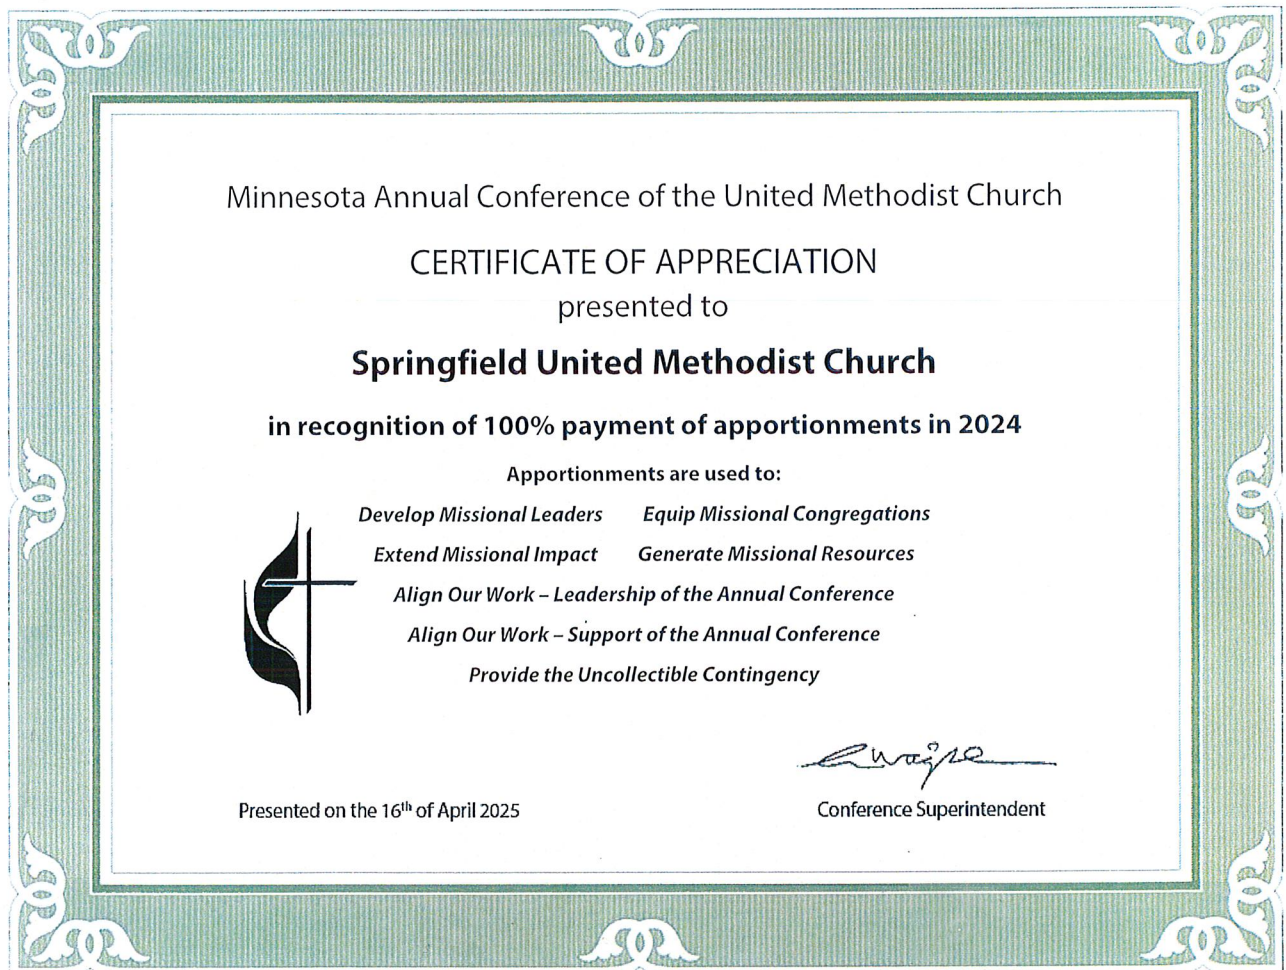 Minnesota Annual Conference of the United Methodist Church
CERTIFICATE OF APPRECIATION
presented to
Springfield United Methodist Church
in recognition of 100% payment of apportionments in 2024
Apportionments are used to:
Develop Missional Leaders Equip Missional Congregations
Extend Missional Impact Generate Missional Resources
Align Our Work – Leadership of the Annual Conference
Align Our Work – Support of the Annual Conference
Provide the Uncollectible Contingency
Presented on the 16th of April 2025 Conference Superintendent